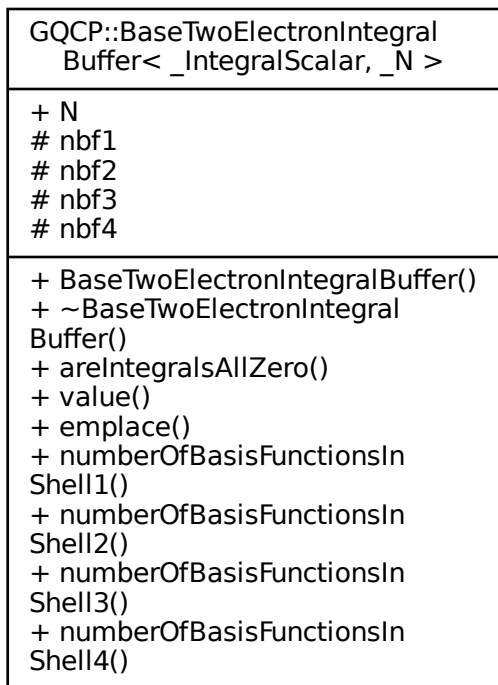 GQCP::BaseTwoElectronIntegral
Buffer< _IntegralScalar, _N >
+ N
# nbf1
# nbf2
# nbf3
# nbf4
+ BaseTwoElectronIntegralBuffer()
+ ~BaseTwoElectronIntegral
Buffer()
+ areIntegralsAllZero()
+ value()
+ emplace()
+ numberOfBasisFunctionsIn
Shell1()
+ numberOfBasisFunctionsIn
Shell2()
+ numberOfBasisFunctionsIn
Shell3()
+ numberOfBasisFunctionsIn
Shell4()